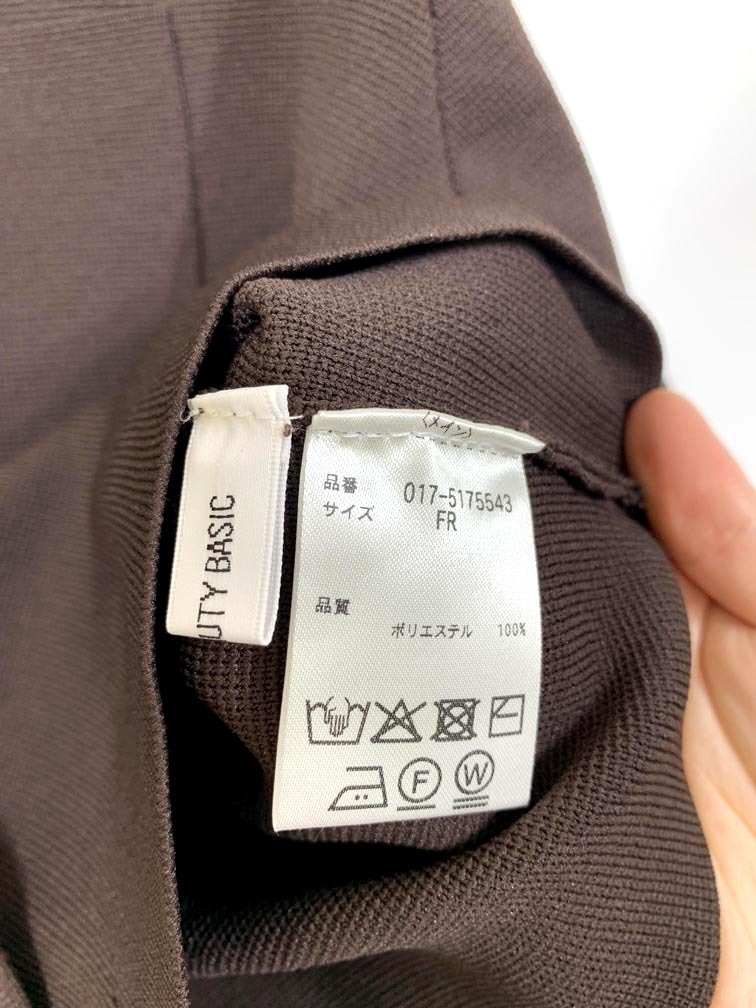 UTY BASIC
〈メイン〉
品番 017-5175543
サイズ FR
品質
ポリエステル 100%
F W